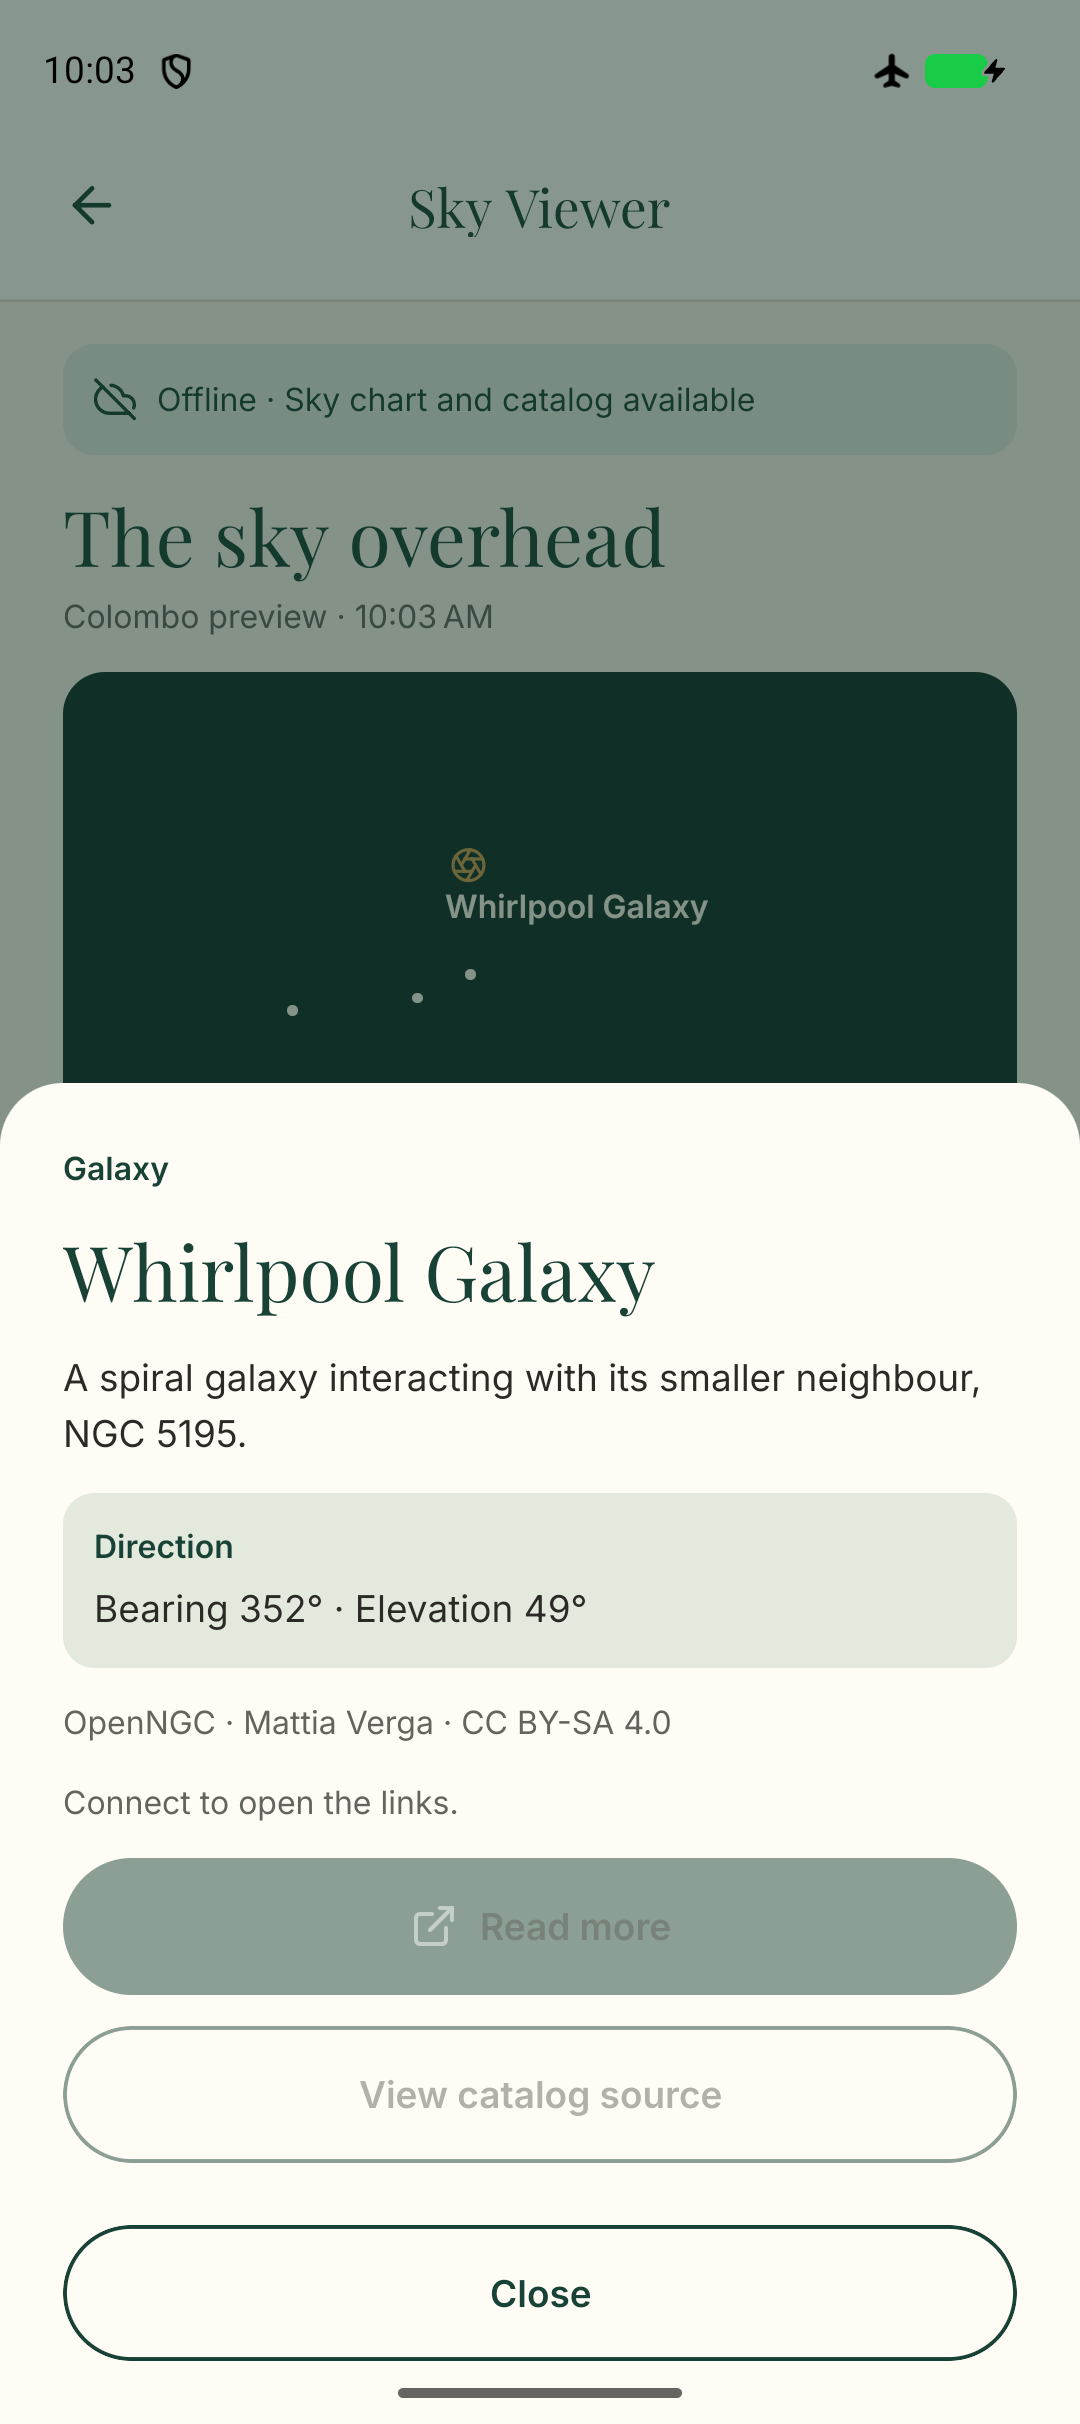 10:03
Sky Viewer
Offline · Sky chart and catalog available
The sky overhead
Colombo preview · 10:03 AM
Whirlpool Galaxy
Galaxy
Whirlpool Galaxy
A spiral galaxy interacting with its smaller neighbour,
NGC 5195.
Direction
Bearing 352° · Elevation 49°
OpenNGC · Mattia Verga · CC BY-SA 4.0
Connect to open the links.
Read more
View catalog source
Close